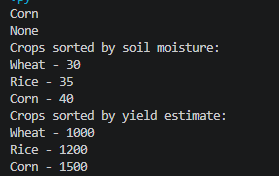 Corn
None
Crops sorted by soil moisture:
Wheat - 30
Rice - 35
Corn - 40
Crops sorted by yield estimate:
Wheat - 1000
Rice - 1200
Corn - 1500